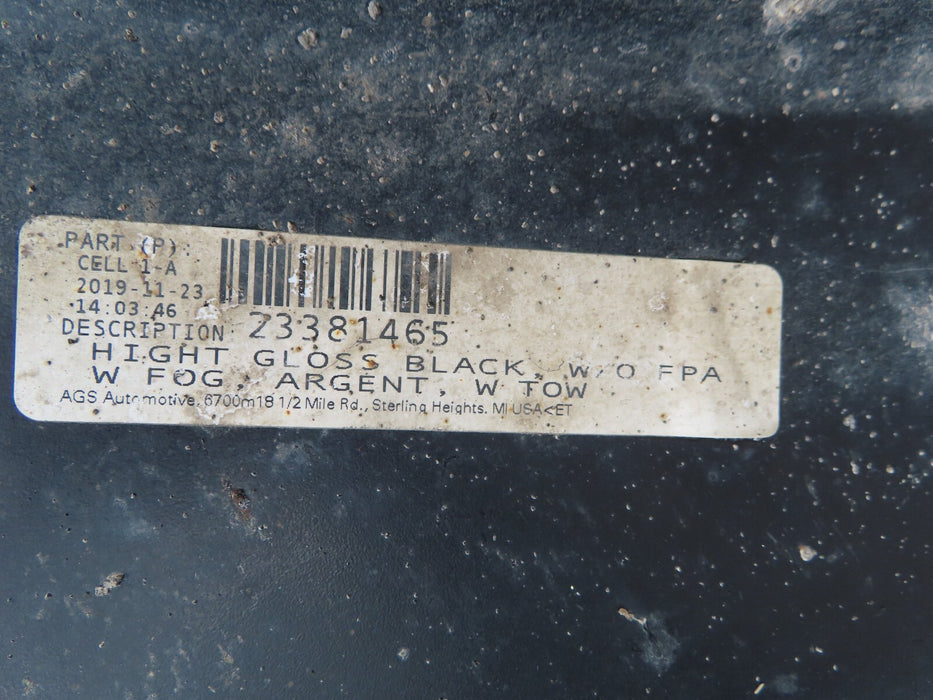 PART (P):
CELL 1-A
2019-11-23
14:03:46
23381465
DESCRIPTION
HIGHT GLOSS BLACK, W/O FPA
W FOG, ARGENT, W TOW
AGS Automotive, 6700m18 1/2 Mile Rd., Sterling Heights. MI USA<ET